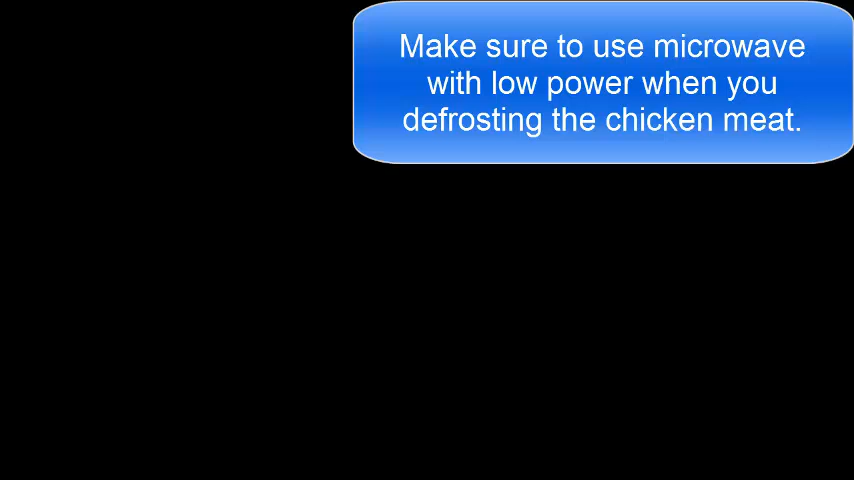 Make sure to use microwave
with low power when you
defrosting the chicken meat.